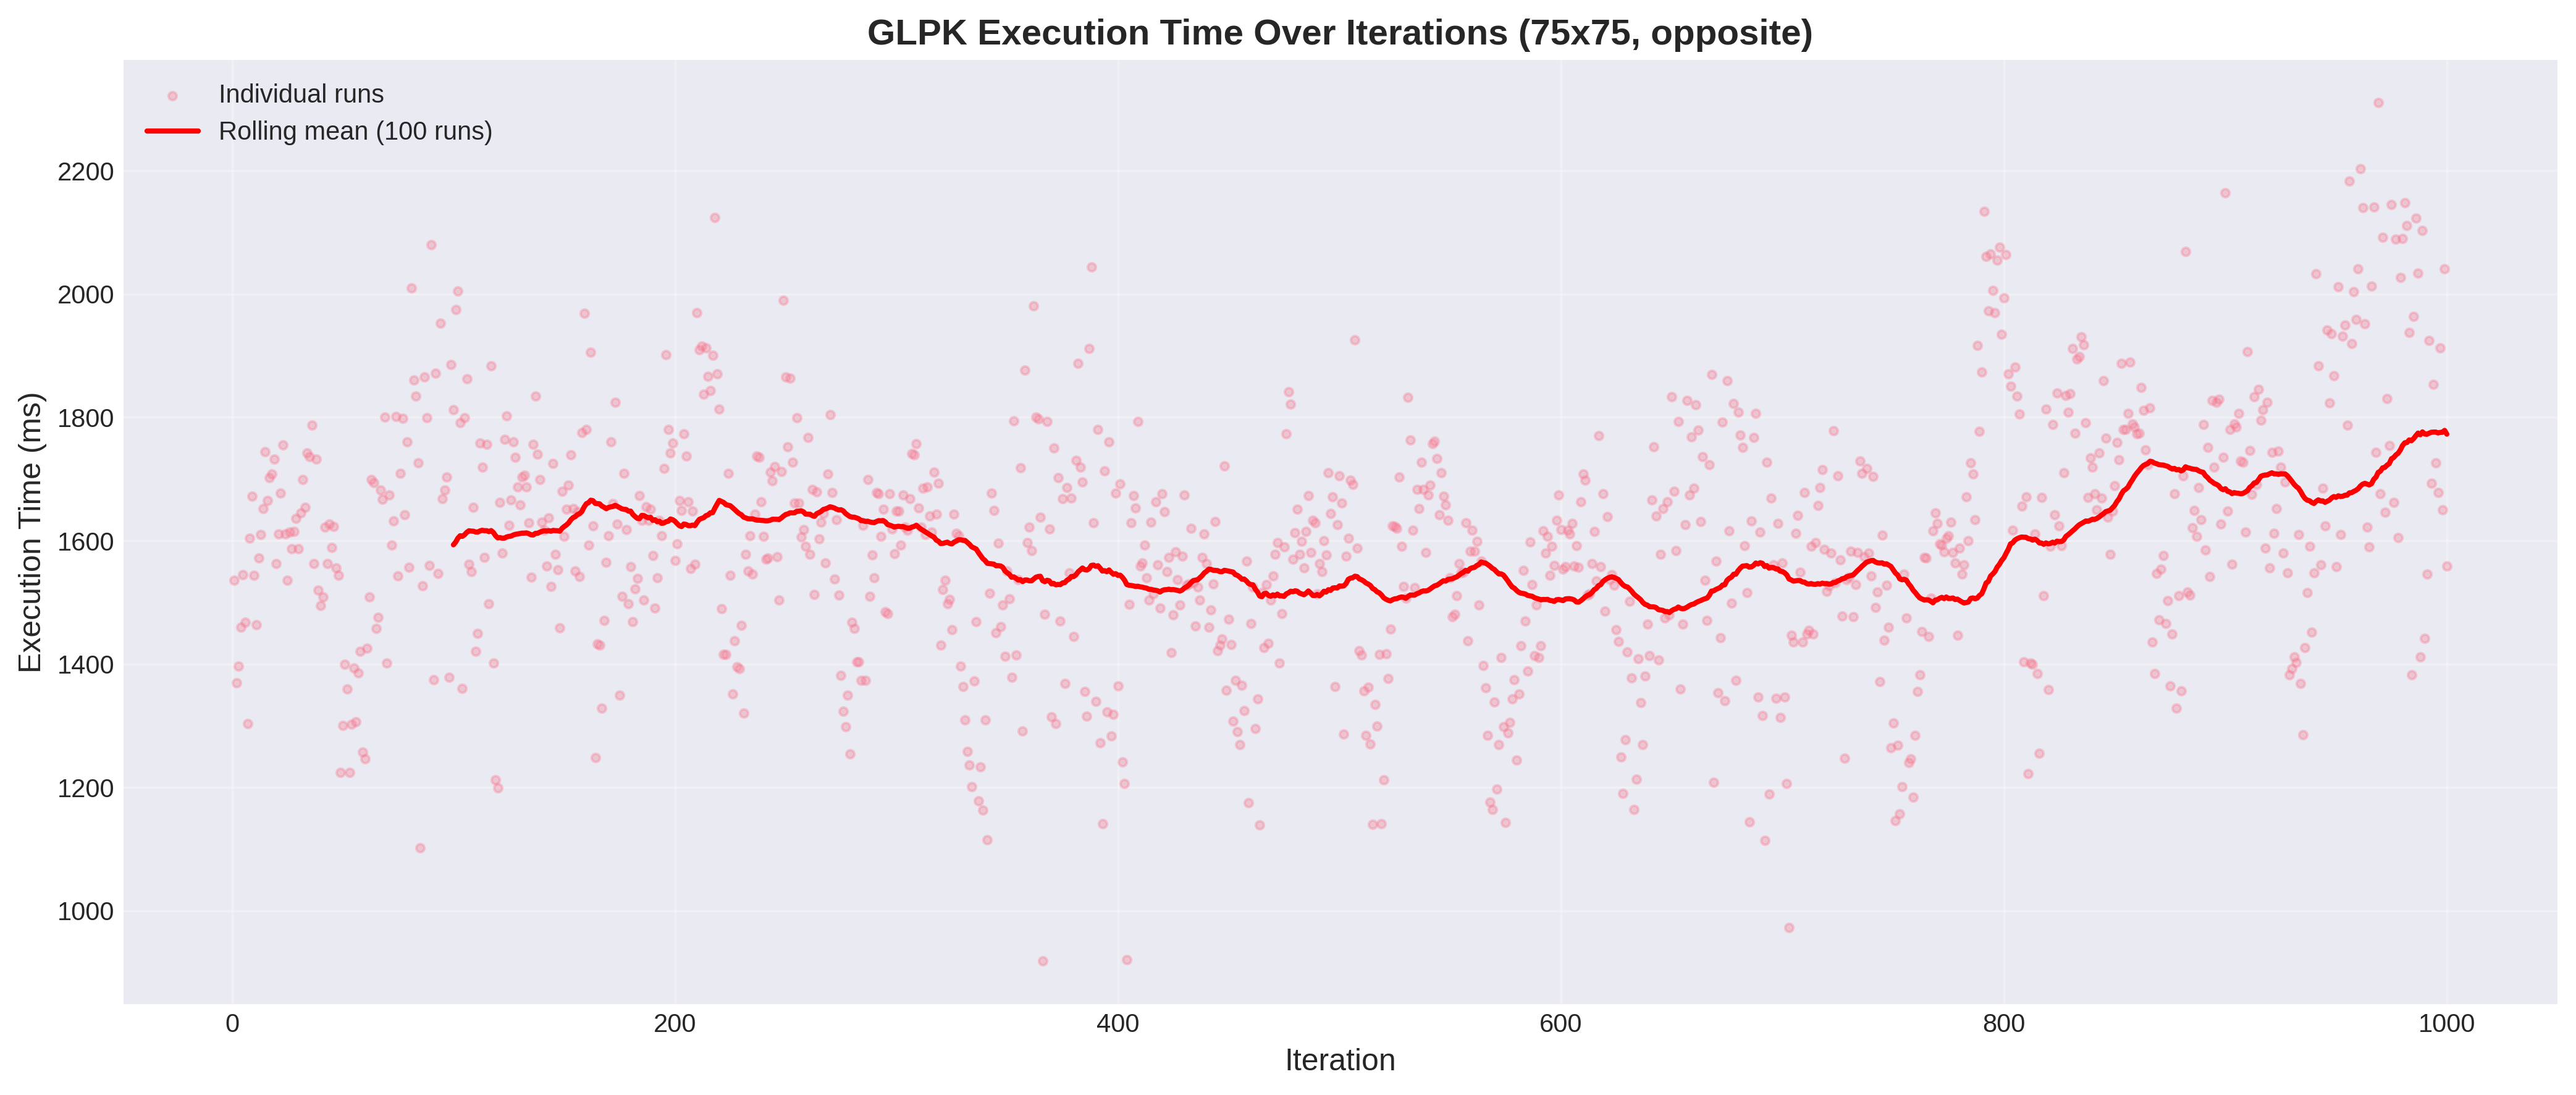 GLPK Execution Time Over Iterations (75x75, opposite)
Individual runs
Rolling mean (100 runs)
Execution Time (ms)
2200
2000
1800
1600
1400
1200
1000
0 200 400 600 800 1000
Iteration